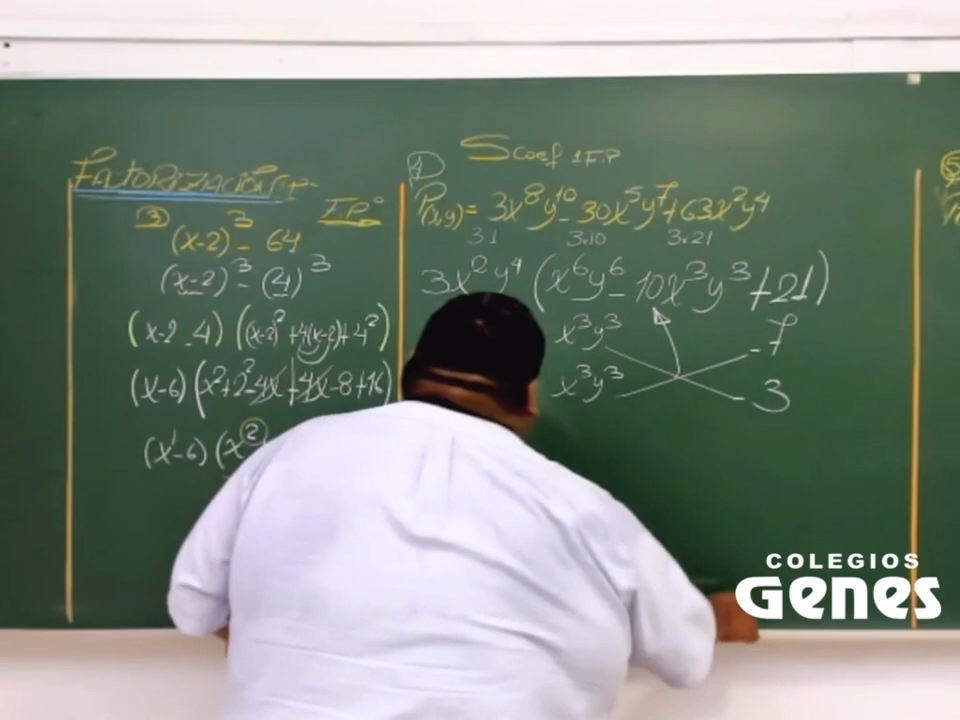 FACTORIZACIÓN
③ F.P.
(x-2)³ - 64
(x-2)³ - (4)³
(x-2-4) ((x-2)² + 4(x-2) + 4²)
(x-6) (x² + 2² - 4x + 4x - 8 + 16)
(x¹-6) (x²
④ S coef 1 F.P
P(x,y) = 3x⁸y¹⁰ - 30x⁵y⁷ + 63x²y⁴
3·1 3×10 3×21
3x²y⁴ (x⁶y⁶ - 10x³y³ + 21)
x³y³ -7
x³y³ -3
COLEGIOS
Genes